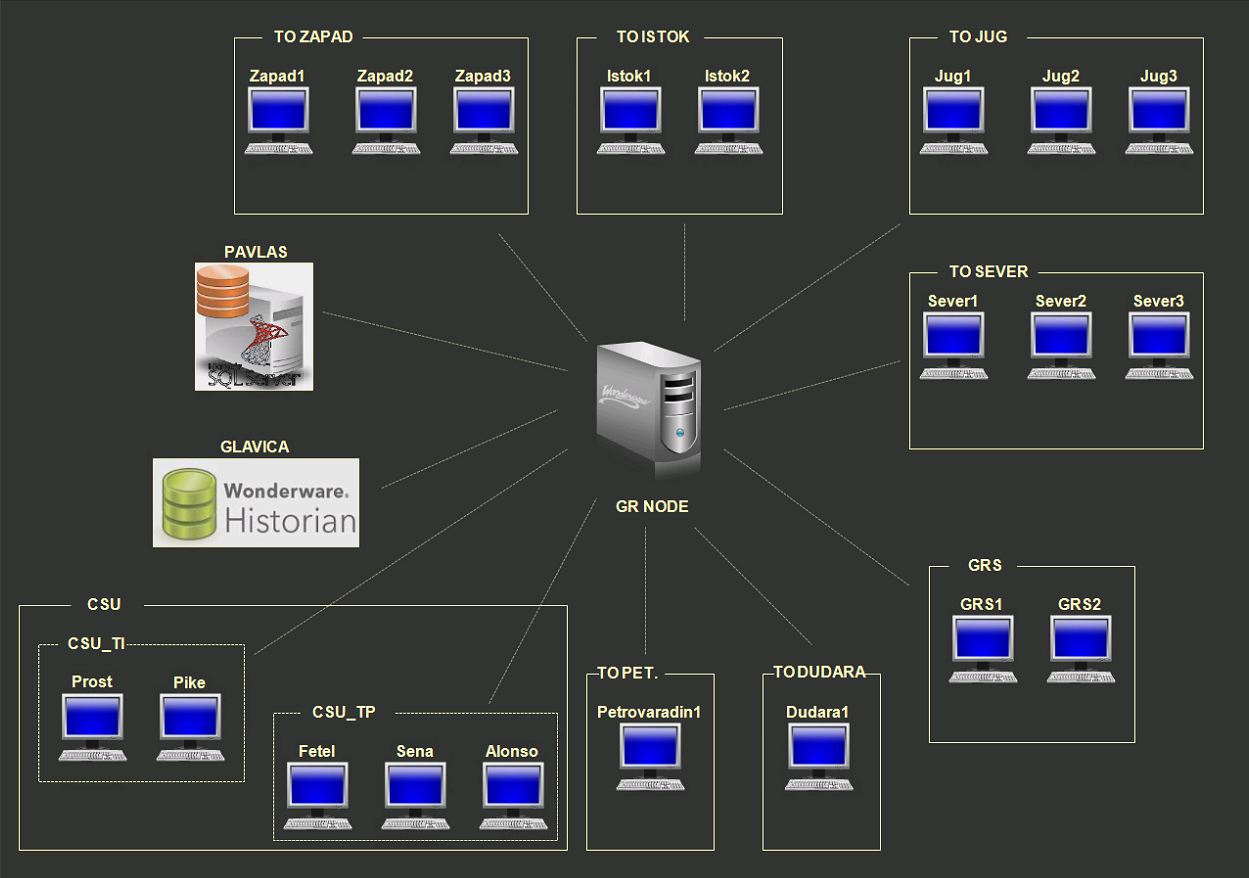 TO ZAPAD
Zapad1
Zapad2
Zapad3
TO ISTOK
Istok1
Istok2
TO JUG
Jug1
Jug2
Jug3
PAVLAS
SQL Server
TO SEVER
Sever1
Sever2
Sever3
Wonderware
GR NODE
GLAVICA
Wonderware.
Historian
CSU
CSU_TI
Prost
Pike
CSU_TP
Fetel
Sena
Alonso
TO PET.
Petrovaradin1
TO DUDARA
Dudara1
GRS
GRS1
GRS2